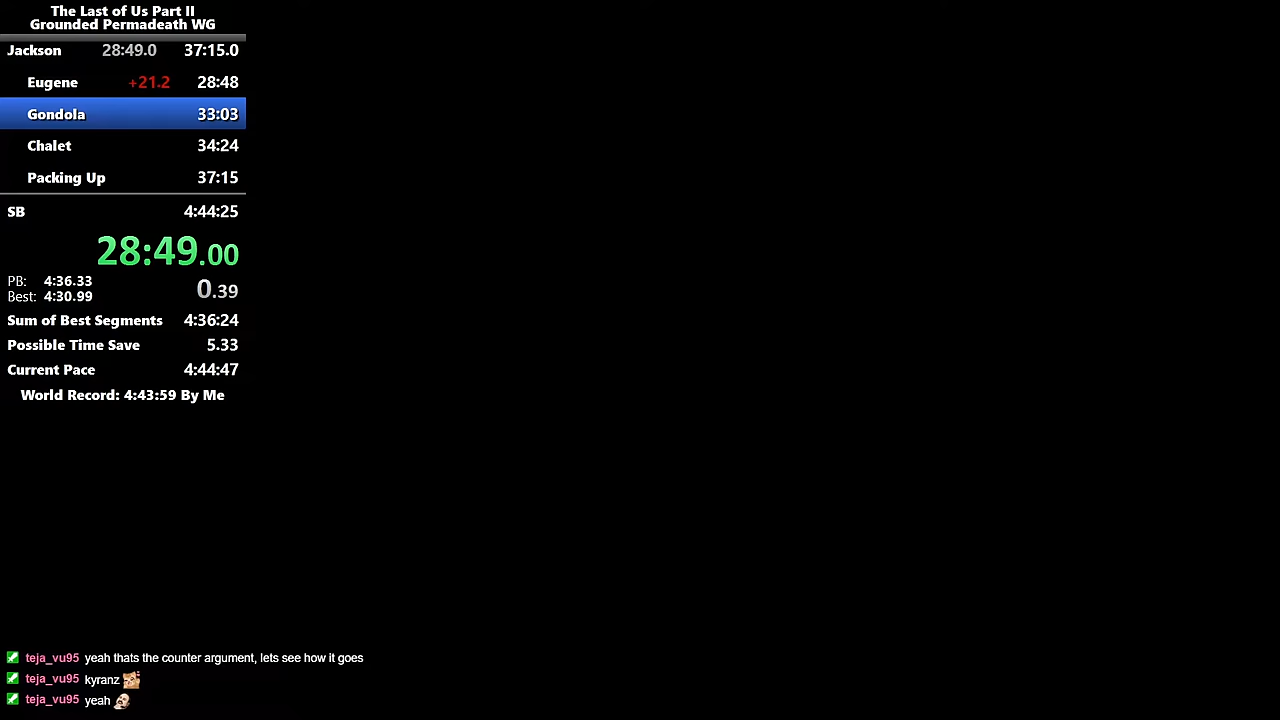 The Last of Us Part II
Grounded Permadeath WG
Jackson 28:49.0 37:15.0
Eugene +21.2 28:48
Gondola 33:03
Chalet 34:24
Packing Up 37:15
SB 4:44:25
28:49.00
PB: 4:36.33
Best: 4:30.99
0.39
Sum of Best Segments 4:36:24
Possible Time Save 5.33
Current Pace 4:44:47
World Record: 4:43:59 By Me
teja_vu95 yeah thats the counter argument, lets see how it goes
teja_vu95 kyranz
teja_vu95 yeah